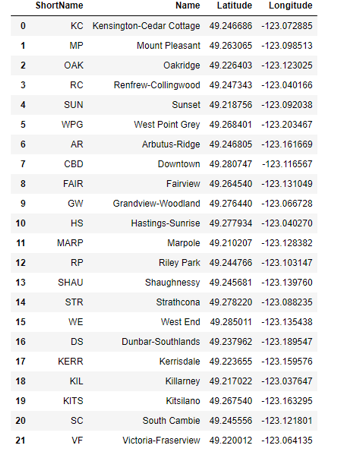 ShortName Name Latitude Longitude
0 KC Kensington-Cedar Cottage 49.246686 -123.072885
1 MP Mount Pleasant 49.263065 -123.098513
2 OAK Oakridge 49.226403 -123.123025
3 RC Renfrew-Collingwood 49.247343 -123.040166
4 SUN Sunset 49.218756 -123.092038
5 WPG West Point Grey 49.268401 -123.203467
6 AR Arbutus-Ridge 49.246805 -123.161669
7 CBD Downtown 49.280747 -123.116567
8 FAIR Fairview 49.264540 -123.131049
9 GW Grandview-Woodland 49.276440 -123.066728
10 HS Hastings-Sunrise 49.277934 -123.040270
11 MARP Marpole 49.210207 -123.128382
12 RP Riley Park 49.244766 -123.103147
13 SHAU Shaughnessy 49.245681 -123.139760
14 STR Strathcona 49.278220 -123.088235
15 WE West End 49.285011 -123.135438
16 DS Dunbar-Southlands 49.237962 -123.189547
17 KERR Kerrisdale 49.223655 -123.159576
18 KIL Killarney 49.217022 -123.037647
19 KITS Kitsilano 49.267540 -123.163295
20 SC South Cambie 49.245556 -123.121801
21 VF Victoria-Fraserview 49.220012 -123.064135